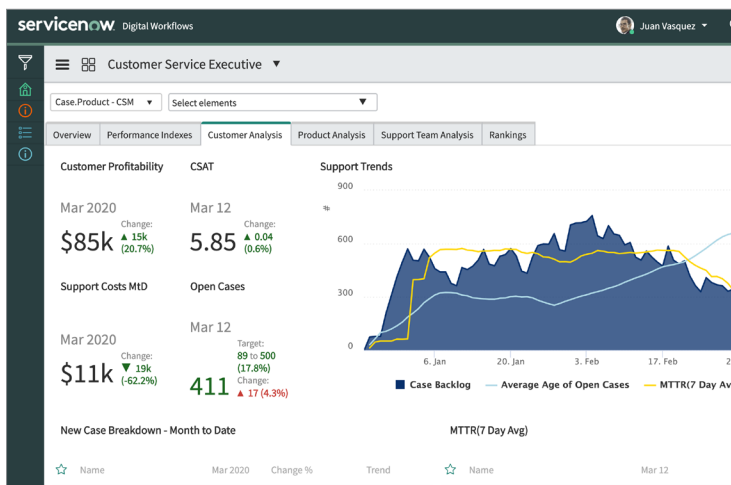 servicenow Digital Workflows
Juan Vasquez
Customer Service Executive
Case.Product - CSM
Select elements
Overview
Performance Indexes
Customer Analysis
Product Analysis
Support Team Analysis
Rankings
Customer Profitability
Mar 2020
$85k
Change:
▲ 15k
(20.7%)
CSAT
Mar 12
5.85
Change:
▲ 0.04
(0.6%)
Support Costs MtD
Mar 2020
$11k
Change:
▼ 19k
(-62.2%)
Open Cases
Mar 12
411
Target:
89 to 500
(17.8%)
Change:
▲ 17 (4.3%)
Support Trends
#
900
600
300
0
6. Jan
20. Jan
3. Feb
17. Feb
2
Case Backlog
Average Age of Open Cases
MTTR(7 Day Av
New Case Breakdown - Month to Date
Name
Mar 2020
Change %
Trend
MTTR(7 Day Avg)
Name
Mar 12